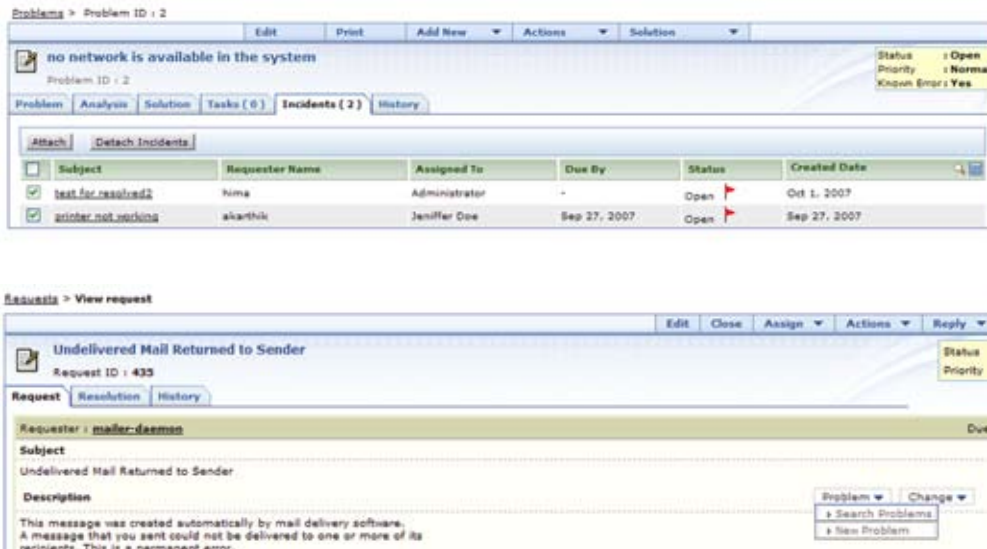 Problems > Problem ID : 2
Edit Print Add New Actions Solution
no network is available in the system
Problem ID : 2
Status : Open
Priority : Norma
Known Error : Yes
Problem Analysis Solution Tasks ( 0 ) Incidents ( 2 ) History
Attach Detach Incidents
Subject Requester Name Assigned To Due By Status Created Date
test for resolved2 hima Administrator - Open Oct 1, 2007
printer not working akarthik Jeniffer Doe Sep 27, 2007 Open Sep 27, 2007
Requests > View request
Edit Close Assign Actions Reply
Undelivered Mail Returned to Sender
Request ID : 435
Status
Priority
Request Resolution History
Requester : mailer-daemon Due
Subject
Undelivered Mail Returned to Sender
Description Problem Change
Search Problems
New Problem
This message was created automatically by mail delivery software.
A message that you sent could not be delivered to one or more of its
recipients. This is a permanent error.